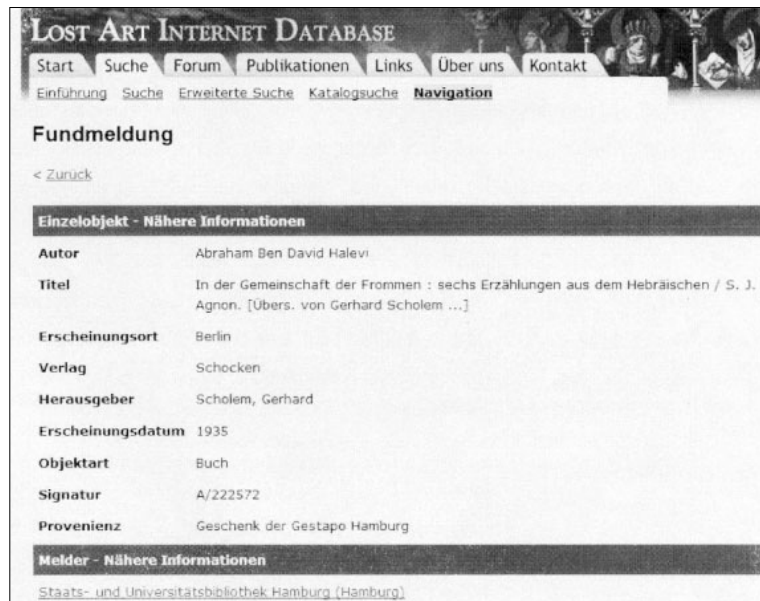 LOST ART INTERNET DATABASE
Start Suche Forum Publikationen Links Über uns Kontakt
Einführung Suche Erweiterte Suche Katalogsuche Navigation
Fundmeldung
< Zurück
Einzelobjekt - Nähere Informationen
Autor Abraham Ben David Halevi
Titel In der Gemeinschaft der Frommen : sechs Erzählungen aus dem Hebräischen / S. J.
Agnon. [Übers. von Gerhard Scholem ...]
Erscheinungsort Berlin
Verlag Schocken
Herausgeber Scholem, Gerhard
Erscheinungsdatum 1935
Objektart Buch
Signatur A/222572
Provenienz Geschenk der Gestapo Hamburg
Melder - Nähere Informationen
Staats- und Universitätsbibliothek Hamburg (Hamburg)